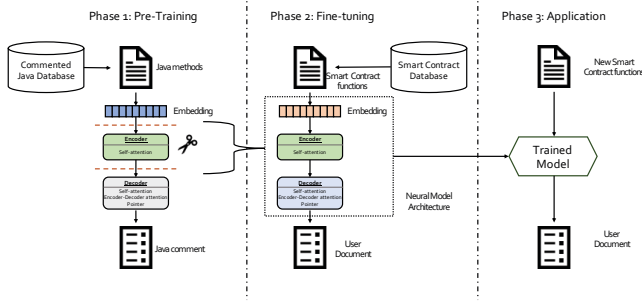 Phase 1: Pre-Training
Phase 2: Fine-tuning
Phase 3: Application
Commented
Java Database
Java methods
Embedding
Encoder
Self-attention
Decoder
Self-attention
Encoder-Decoder attention
Pointer
Java comment
Smart Contract
functions
Smart Contract
Database
Embedding
Encoder
Self-attention
Decoder
Self-attention
Encoder-Decoder attention
Pointer
Neural Model
Architecture
User
Document
New Smart
Contract functions
Trained
Model
User
Document